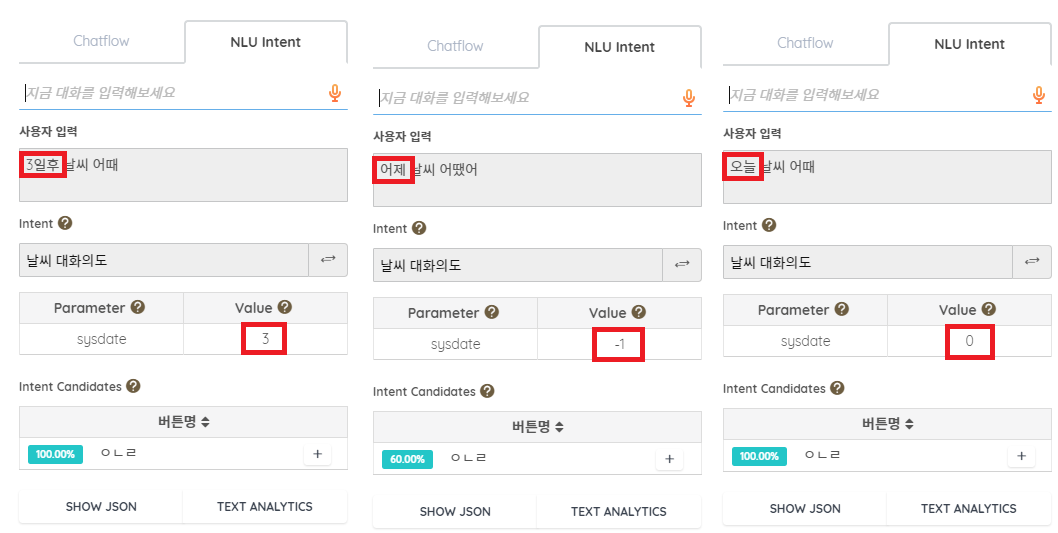 Chatflow
NLU Intent
지금 대화를 입력해보세요
사용자 입력
3일후 날씨 어때
Intent ?
날씨 대화의도
Parameter ? Value ?
sysdate 3
Intent Candidates ?
버튼명
100.00% ㅇㄴㄹ +
SHOW JSON TEXT ANALYTICS
Chatflow
NLU Intent
지금 대화를 입력해보세요
사용자 입력
어제 날씨 어땠어
Intent ?
날씨 대화의도
Parameter ? Value ?
sysdate -1
Intent Candidates ?
버튼명
60.00% ㅇㄴㄹ +
SHOW JSON TEXT ANALYTICS
Chatflow
NLU Intent
지금 대화를 입력해보세요
사용자 입력
오늘 날씨 어때
Intent ?
날씨 대화의도
Parameter ? Value ?
sysdate 0
Intent Candidates ?
버튼명
100.00% ㅇㄴㄹ +
SHOW JSON TEXT ANALYTICS